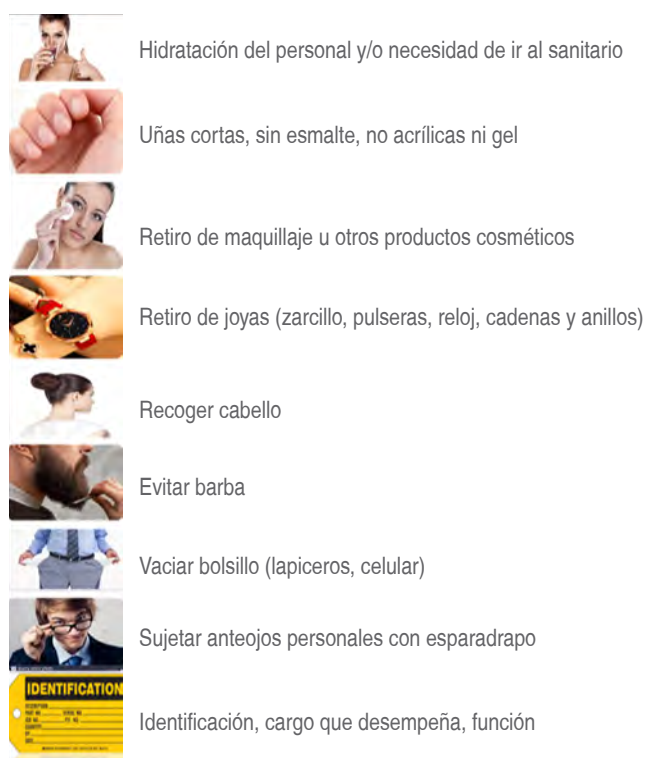 Hidratación del personal y/o necesidad de ir al sanitario
Uñas cortas, sin esmalte, no acrílicas ni gel
Retiro de maquillaje u otros productos cosméticos
Retiro de joyas (zarcillo, pulseras, reloj, cadenas y anillos)
Recoger cabello
Evitar barba
Vaciar bolsillo (lapiceros, celular)
Sujetar anteojos personales con esparadrapo
IDENTIFICATION
Identificación, cargo que desempeña, función